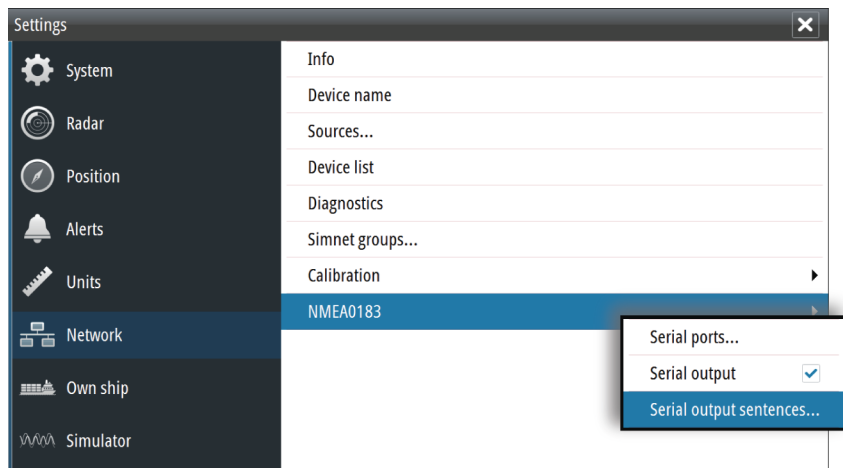 Settings
System
Radar
Position
Alerts
Units
Network
Own ship
Simulator
Info
Device name
Sources...
Device list
Diagnostics
Simnet groups...
Calibration
NMEA0183
Serial ports...
Serial output
Serial output sentences...